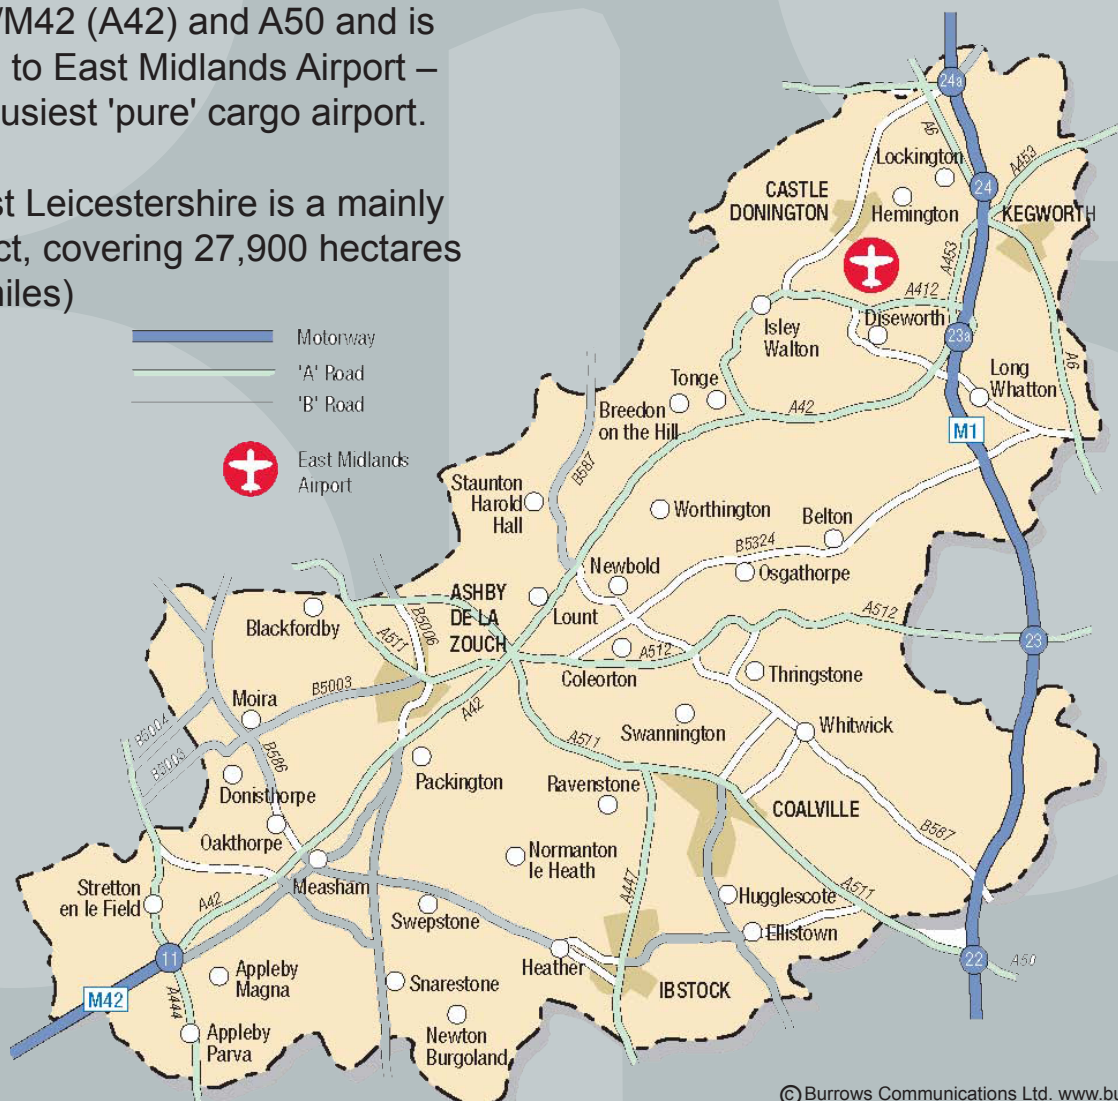 /M42 (A42) and A50 and is
to East Midlands Airport –
usiest 'pure' cargo airport.
st Leicestershire is a mainly
ct, covering 27,900 hectares
niles)
Motorway
'A' Road
'B' Road
East Midlands
Airport
24a
A6
Lockington
A453
CASTLE
DONINGTON
Hemington
24
KEGWORTH
A453
A412
Isley
Walton
Diseworth
23a
A6
Long
Whatton
Tonge
Breedon
on the Hill
A42
M1
B587
Staunton
Harold
Hall
Worthington
Belton
B5324
Newbold
Osgathorpe
ASHBY
DE LA
ZOUCH
Lount
Blackfordby
A511
B5006
A512
A512
23
Coleorton
Thringstone
B5003
Moira
A42
Swannington
Whitwick
B5004
B5003
B586
A511
Packington
Ravenstone
Donisthorpe
COALVILLE
Oakthorpe
B587
Normanton
le Heath
Measham
Stretton
en le Field
A42
A447
Hugglescote
A511
Swepstone
Ellistown
11
Heather
22
A50
Appleby
Magna
Snarestone
IBSTOCK
M42
A444
Appleby
Parva
Newton
Burgoland
© Burrows Communications Ltd. www.bu